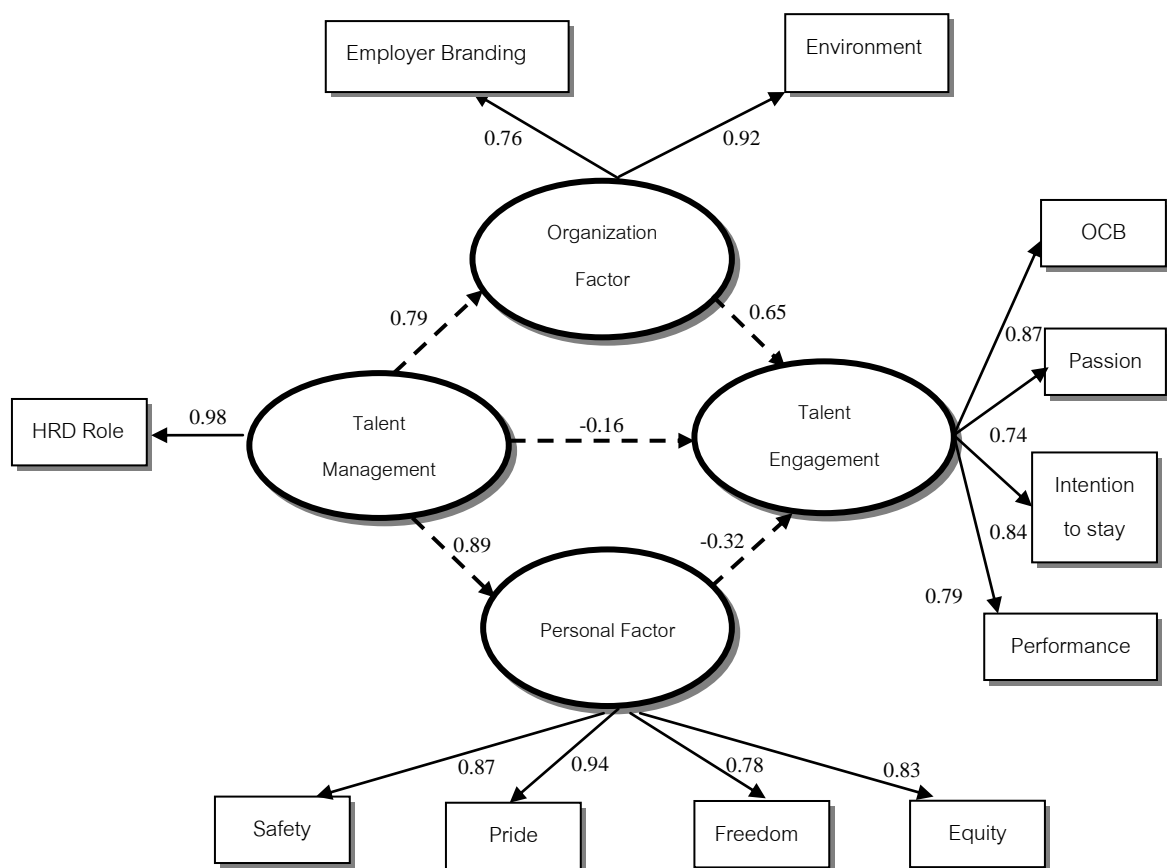 Employer Branding
Environment
0.76
0.92
OCB
Organization
Factor
0.79
0.65
0.87
Passion
HRD Role
0.98
Talent
Management
-0.16
Talent
Engagement
0.74
Intention
to stay
0.84
0.89
-0.32
0.79
Personal Factor
Performance
0.87
0.94
0.78
0.83
Safety
Pride
Freedom
Equity